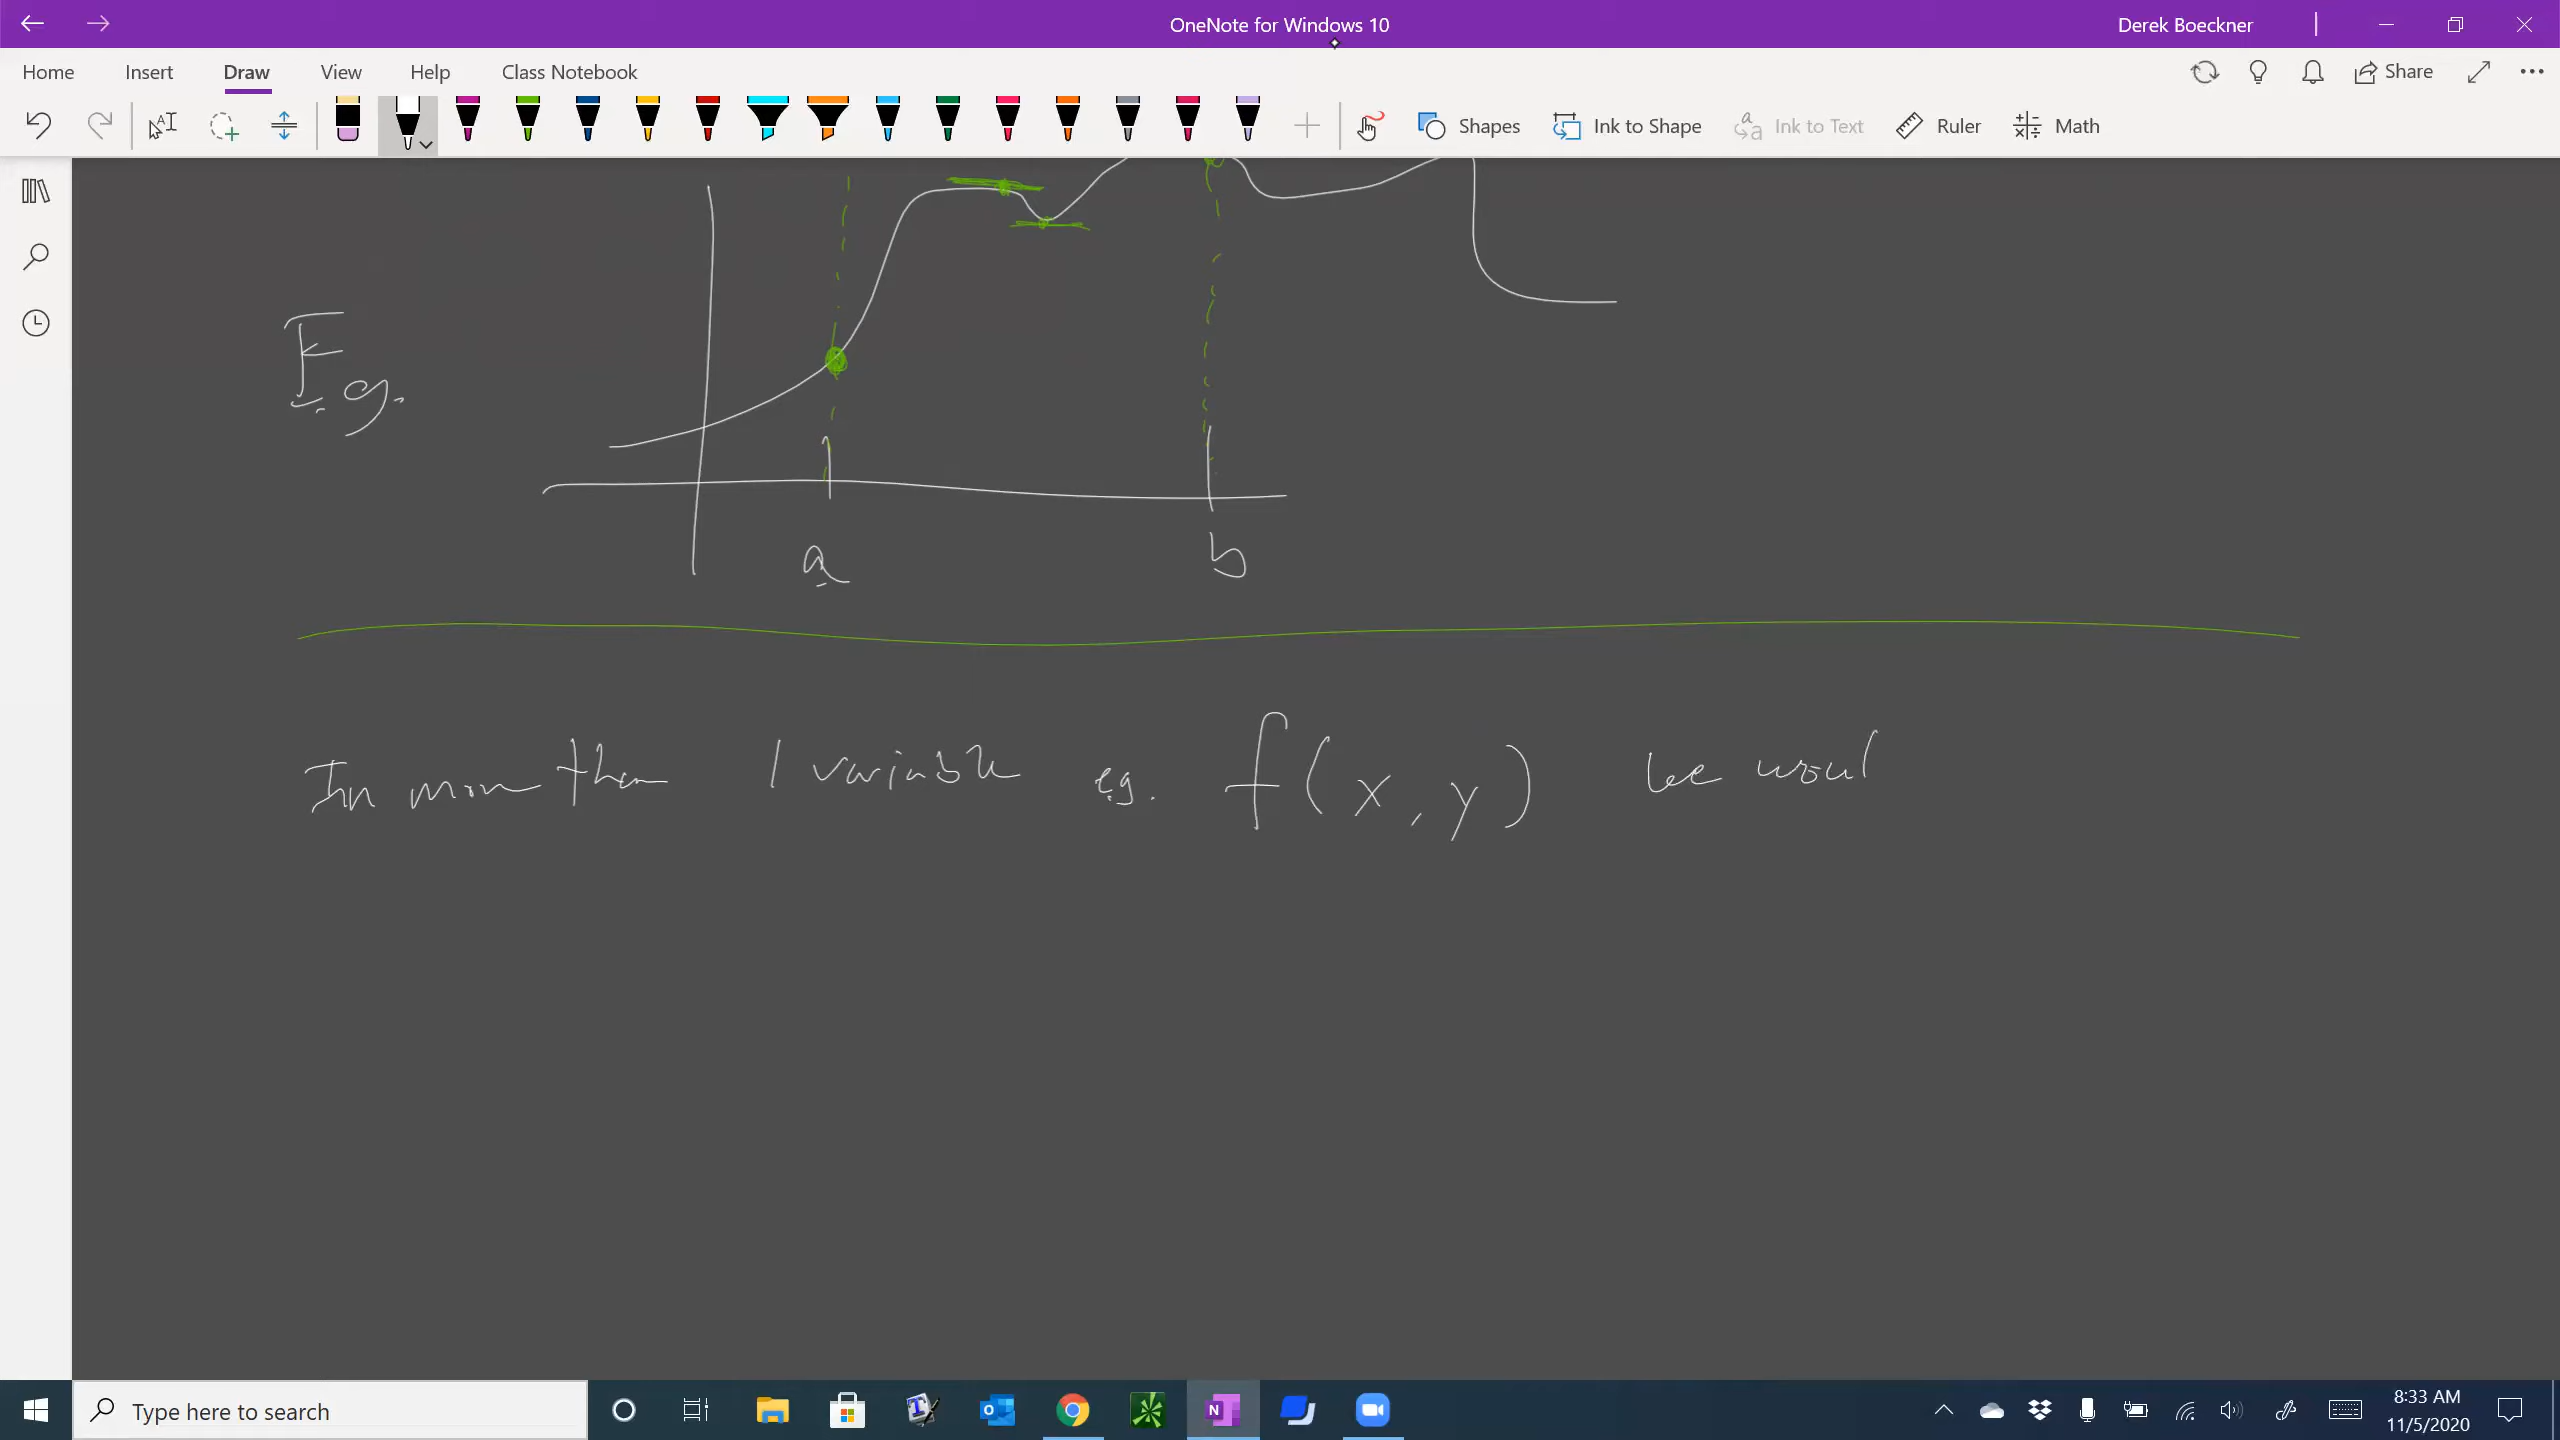 OneNote for Windows 10
Derek Boeckner
Home Insert Draw View Help Class Notebook
Share
Shapes Ink to Shape Ink to Text Ruler Math
E.g.
a b
In more than 1 variable e.g. f(x, y) we woul
Type here to search
8:33 AM
11/5/2020